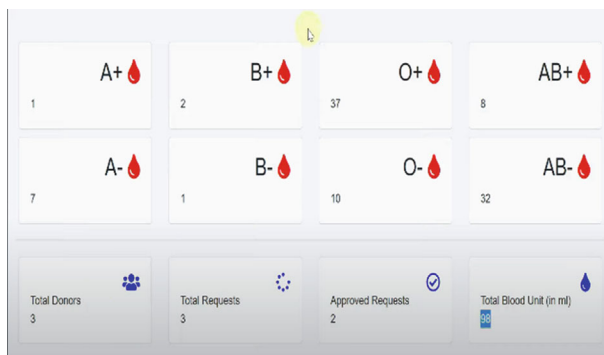 A+ B+ O+ AB+
1 2 37 8
A- B- O- AB-
7 1 10 32
Total Donors Total Requests Approved Requests Total Blood Unit (in ml)
3 3 2 98